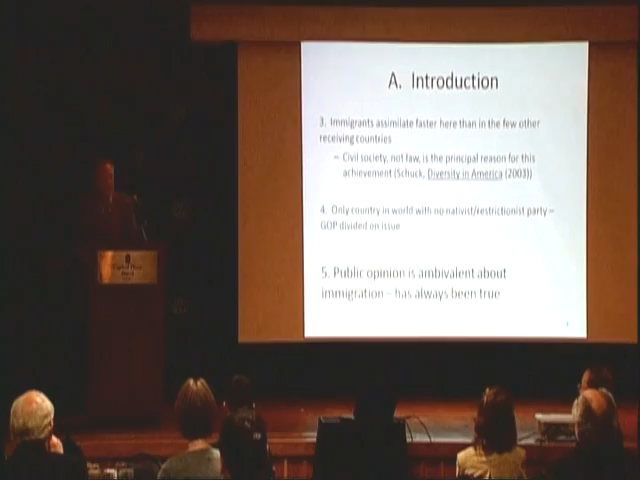 A. Introduction
3. Immigrants assimilate faster here than in the few other
receiving countries
– Civil society, not law, is the principal reason for this
achievement (Schuck, Diversity in America (2003))
4. Only country in world with no nativist/restrictionist party –
GOP divided on issue
5. Public opinion is ambivalent about
immigration – has always been true